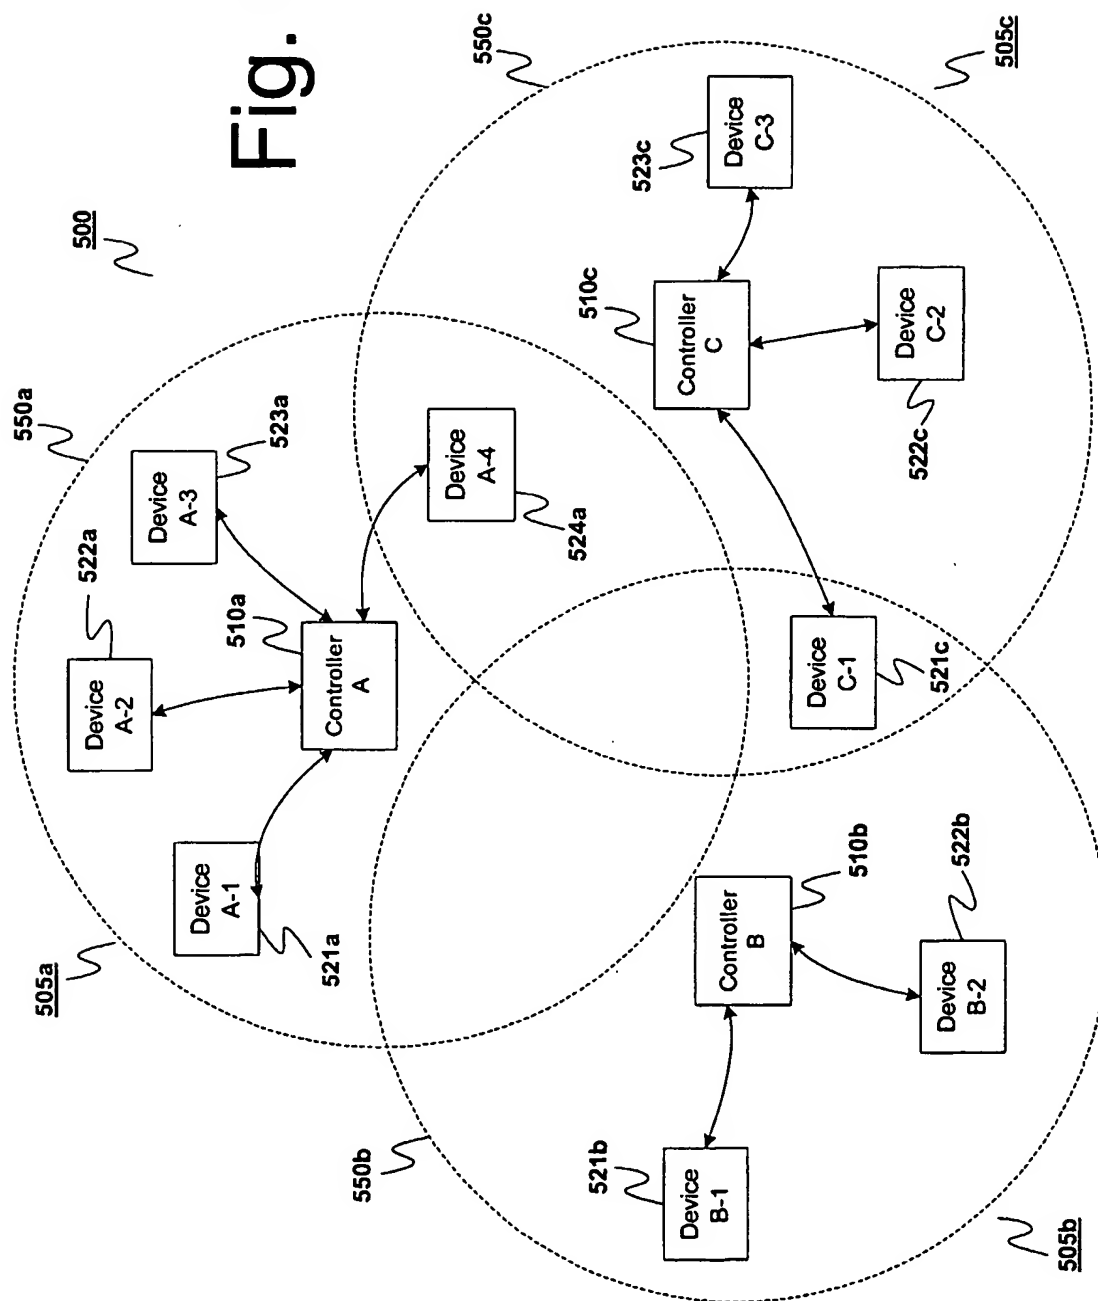 Fig.
500
505a
550a
Device
A-1
521a
Device
A-2
522a
Device
A-3
523a
Controller
A
510a
Device
A-4
524a
550b
505b
Device
B-1
521b
Controller
B
510b
Device
B-2
522b
550c
505c
Controller
C
510c
Device
C-1
521c
Device
C-2
522c
Device
C-3
523c